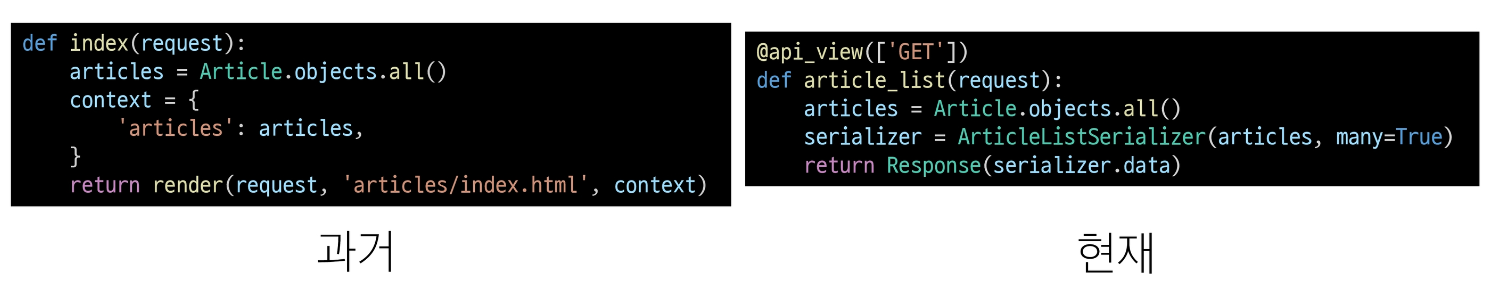 def index(request):
    articles = Article.objects.all()
    context = {
        'articles': articles,
    }
    return render(request, 'articles/index.html', context)
과거
@api_view(['GET'])
def article_list(request):
    articles = Article.objects.all()
    serializer = ArticleListSerializer(articles, many=True)
    return Response(serializer.data)
현재